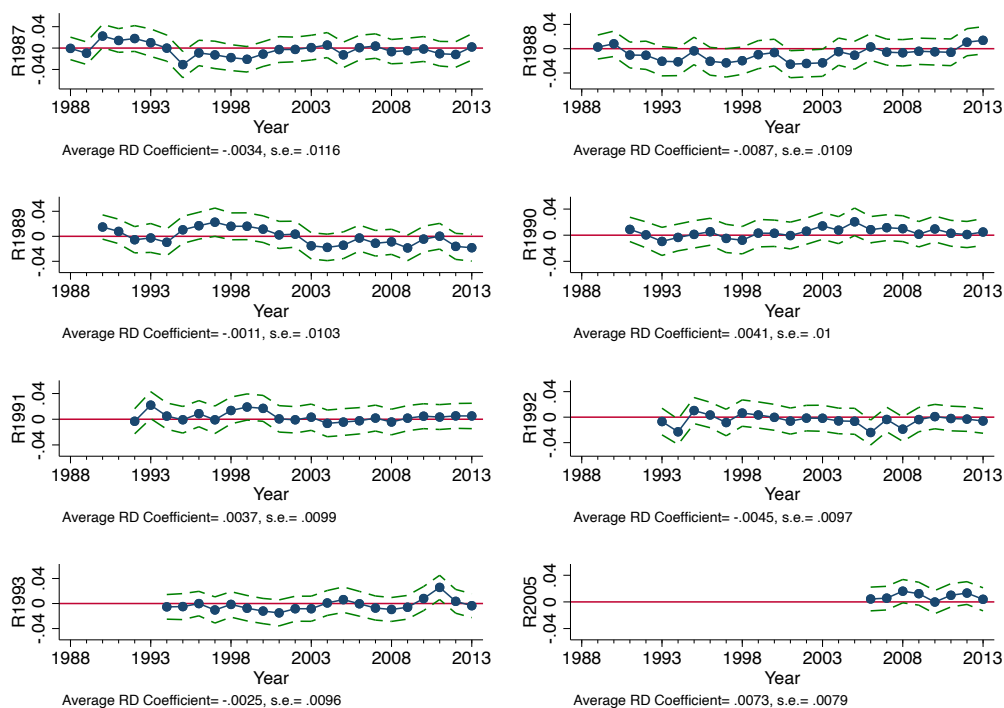 R1987
.04
0
-.04
1988 1993 1998 2003 2008 2013
Year
Average RD Coefficient= -.0034, s.e.= .0116
R1988
.04
0
-.04
1988 1993 1998 2003 2008 2013
Year
Average RD Coefficient= -.0087, s.e.= .0109
R1989
.04
0
-.04
1988 1993 1998 2003 2008 2013
Year
Average RD Coefficient= -.0011, s.e.= .0103
R1990
.04
0
-.04
1988 1993 1998 2003 2008 2013
Year
Average RD Coefficient= .0041, s.e.= .01
R1991
.04
0
-.04
1988 1993 1998 2003 2008 2013
Year
Average RD Coefficient= .0037, s.e.= .0099
R1992
.04
0
-.04
1988 1993 1998 2003 2008 2013
Year
Average RD Coefficient= -.0045, s.e.= .0097
R1993
.04
0
-.04
1988 1993 1998 2003 2008 2013
Year
Average RD Coefficient= -.0025, s.e.= .0096
R2005
.04
0
-.04
1988 1993 1998 2003 2008 2013
Year
Average RD Coefficient= .0073, s.e.= .0079